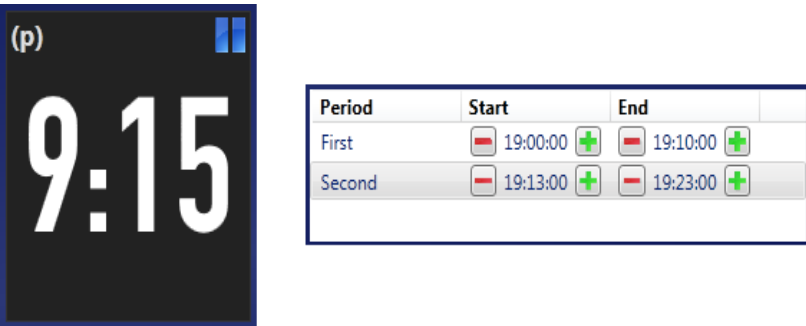 (p)
9:15
Period Start End
First 19:00:00 19:10:00
Second 19:13:00 19:23:00